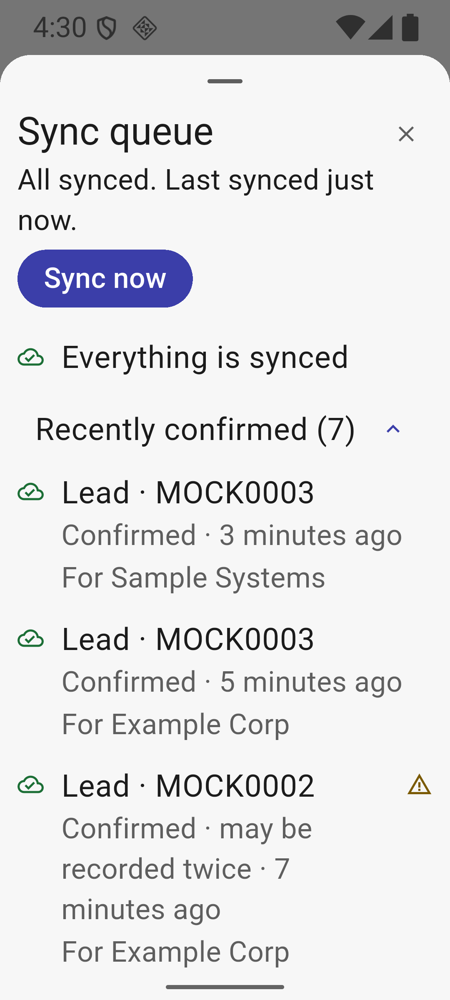 4:30
Sync queue
All synced. Last synced just
now.
Sync now
Everything is synced
Recently confirmed (7)
Lead · MOCK0003
Confirmed · 3 minutes ago
For Sample Systems
Lead · MOCK0003
Confirmed · 5 minutes ago
For Example Corp
Lead · MOCK0002
Confirmed · may be
recorded twice · 7
minutes ago
For Example Corp